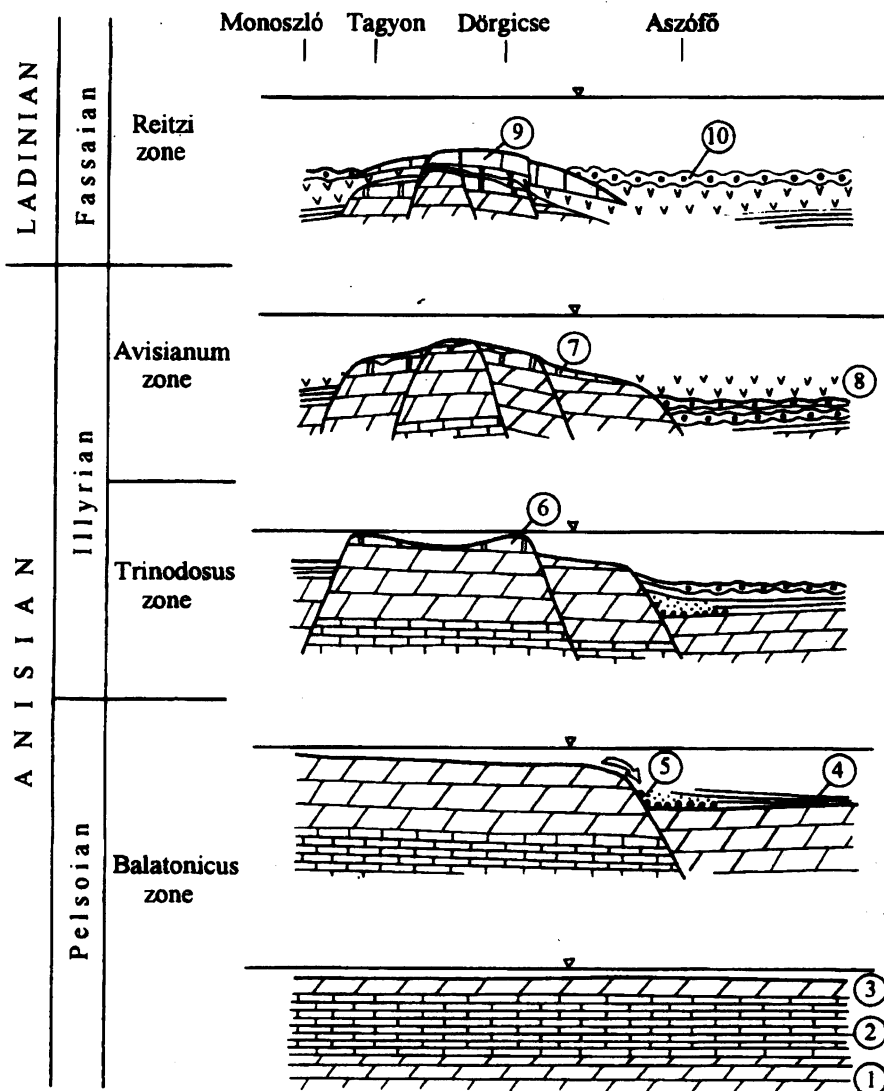 Monoszló Tagyon Dörgicse Aszófő
LADINIAN
Fassaian
Reitzi
zone
9
10
ANISIAN
Illyrian
Avisianum
zone
7
8
Trinodosus
zone
6
Pelsoian
Balatonicus
zone
5
4
3
2
1